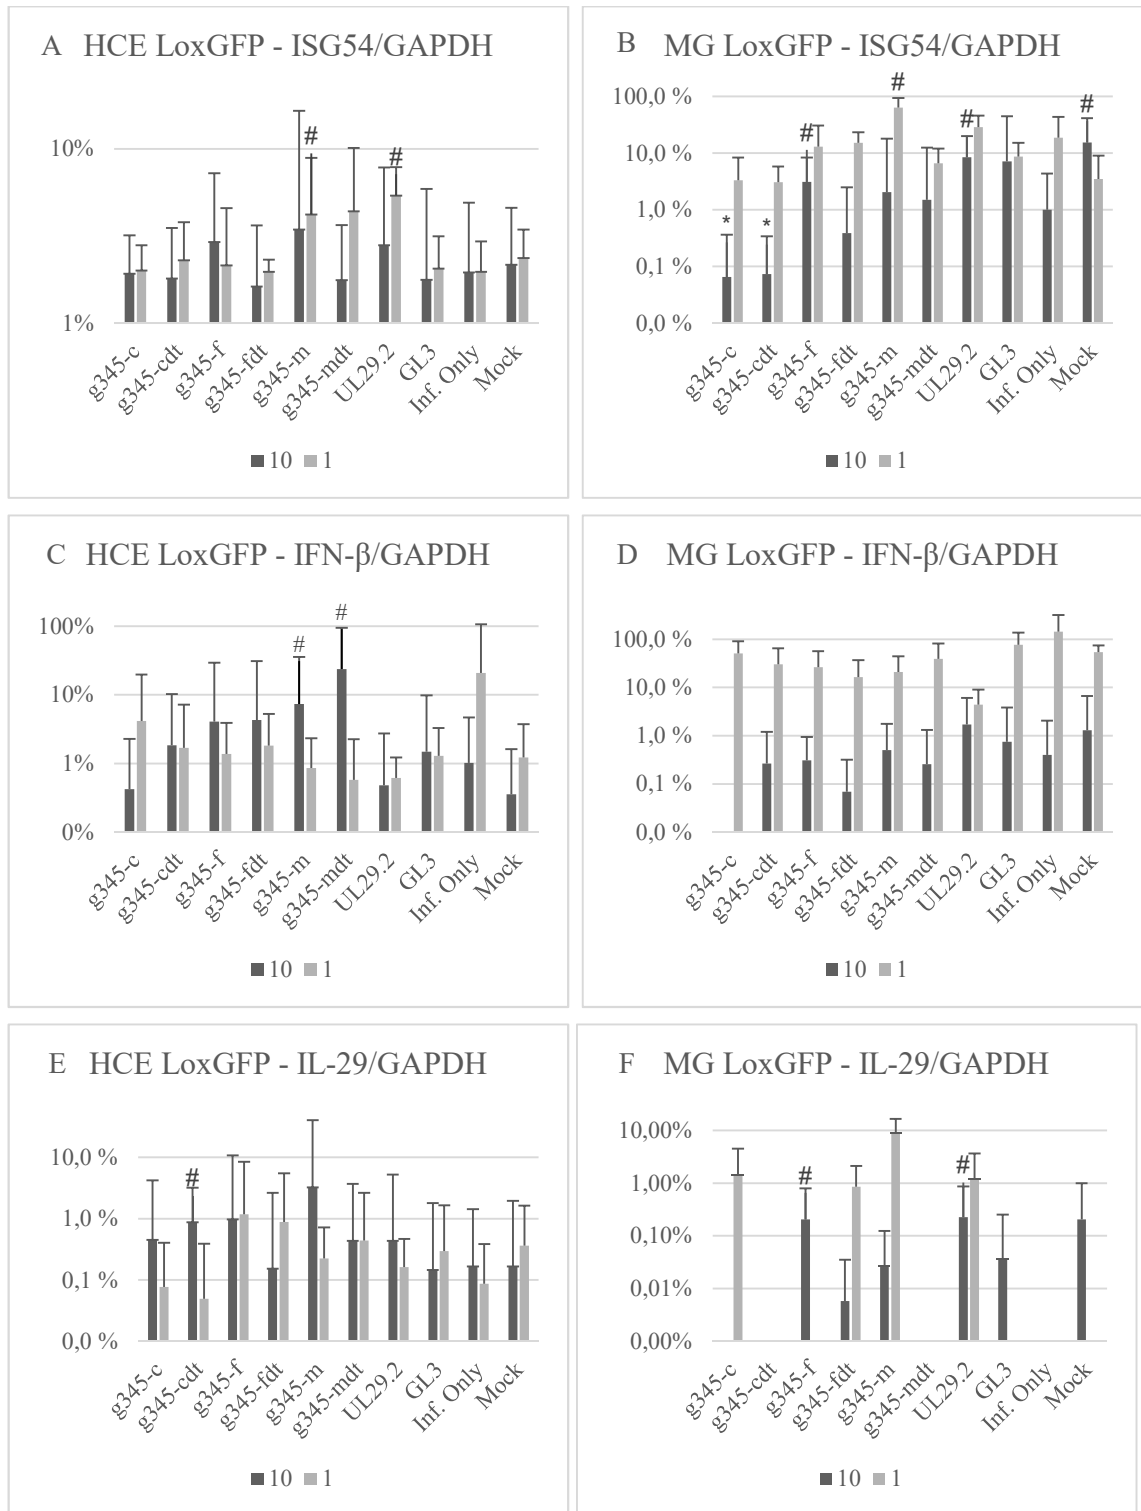 A HCE LoxGFP - ISG54/GAPDH
#
#
10%
1%
g345-c
g345-cdt
g345-f
g345-fdt
g345-m
g345-mdt
UL29.2
GL3
Inf. Only
Mock
10 1
B MG LoxGFP - ISG54/GAPDH
100,0 %
10,0 %
1,0 %
0,1 %
0,0 %
*
*
#
#
#
#
g345-c
g345-cdt
g345-f
g345-fdt
g345-m
g345-mdt
UL29.2
GL3
Inf. Only
Mock
10 1
C HCE LoxGFP - IFN-β/GAPDH
#
#
100%
10%
1%
0%
g345-c
g345-cdt
g345-f
g345-fdt
g345-m
g345-mdt
UL29.2
GL3
Inf. Only
Mock
10 1
D MG LoxGFP - IFN-β/GAPDH
100,0 %
10,0 %
1,0 %
0,1 %
0,0 %
g345-c
g345-cdt
g345-f
g345-fdt
g345-m
g345-mdt
UL29.2
GL3
Inf. Only
Mock
10 1
E HCE LoxGFP - IL-29/GAPDH
10,0 %
1,0 %
0,1 %
0,0 %
#
g345-c
g345-cdt
g345-f
g345-fdt
g345-m
g345-mdt
UL29.2
GL3
Inf. Only
Mock
10 1
F MG LoxGFP - IL-29/GAPDH
10,00%
1,00%
0,10%
0,01%
0,00%
#
#
g345-c
g345-cdt
g345-f
g345-fdt
g345-m
g345-mdt
UL29.2
GL3
Inf. Only
Mock
10 1